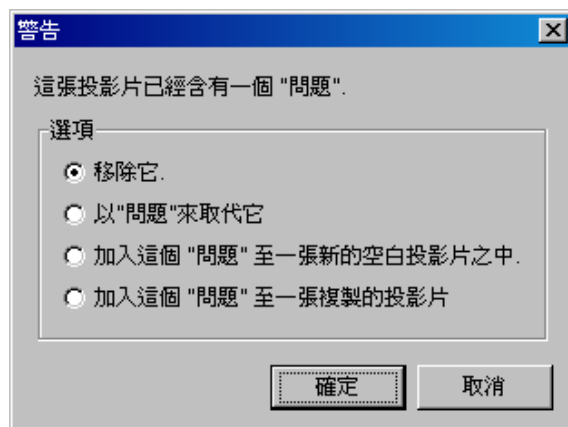 警告
這張投影片已經含有一個 "問題".
選項
移除它.
以"問題"來取代它
加入這個 "問題" 至一張新的空白投影片之中.
加入這個 "問題" 至一張複製的投影片
確定
取消